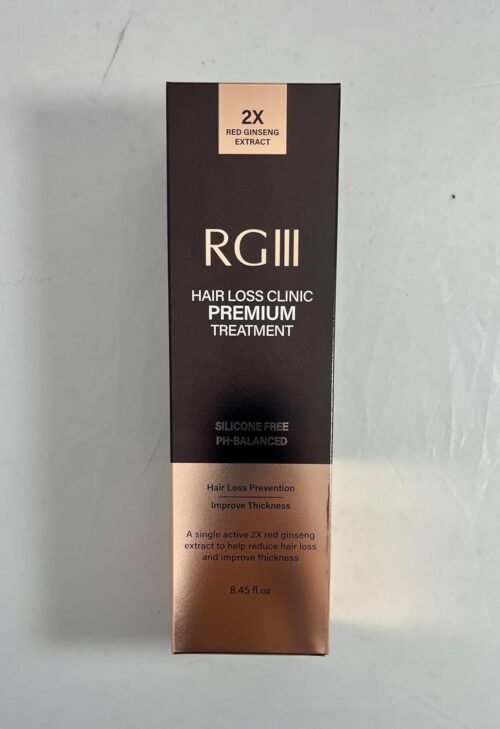 2X
RED GINSENG
EXTRACT
RGIII
HAIR LOSS CLINIC
PREMIUM
TREATMENT
SILICONE FREE
PH-BALANCED
Hair Loss Prevention
Improve Thickness
A single active 2X red ginseng
extract to help reduce hair loss
and improve thickness
8.45 fl.oz